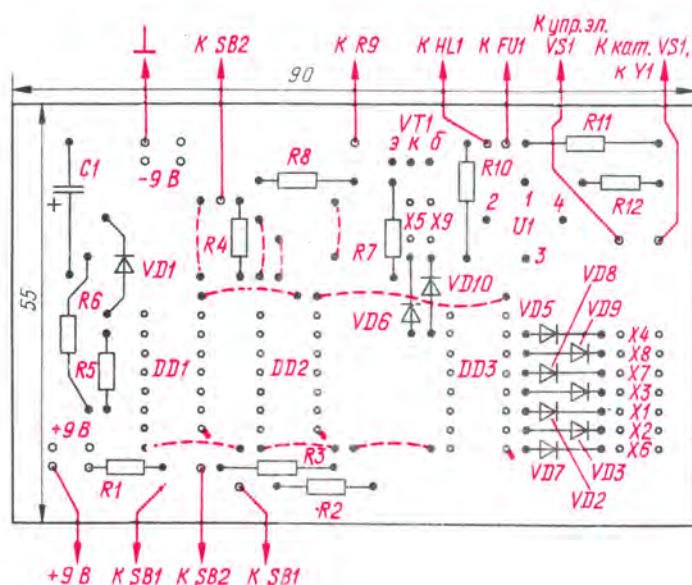 К упр.эл. VS1
К SB2
К R9
К HL1
К FU1
К кат. VS1, К Y1
90
VT1
э к б
R11
C1
-9 В
R8
R10
R12
+
2
1
4
X5 X9
U1
R4
R7
VD1
3
VD10
VD8
55
R6
VD6
VD5
VD9
X4
X8
R5
DD1
DD2
DD3
X7
X3
X1
+9 В
X2
X6
R3
R1
VD7
VD3
R2
VD2
+9 В
К SB1
К SB2
К SB1